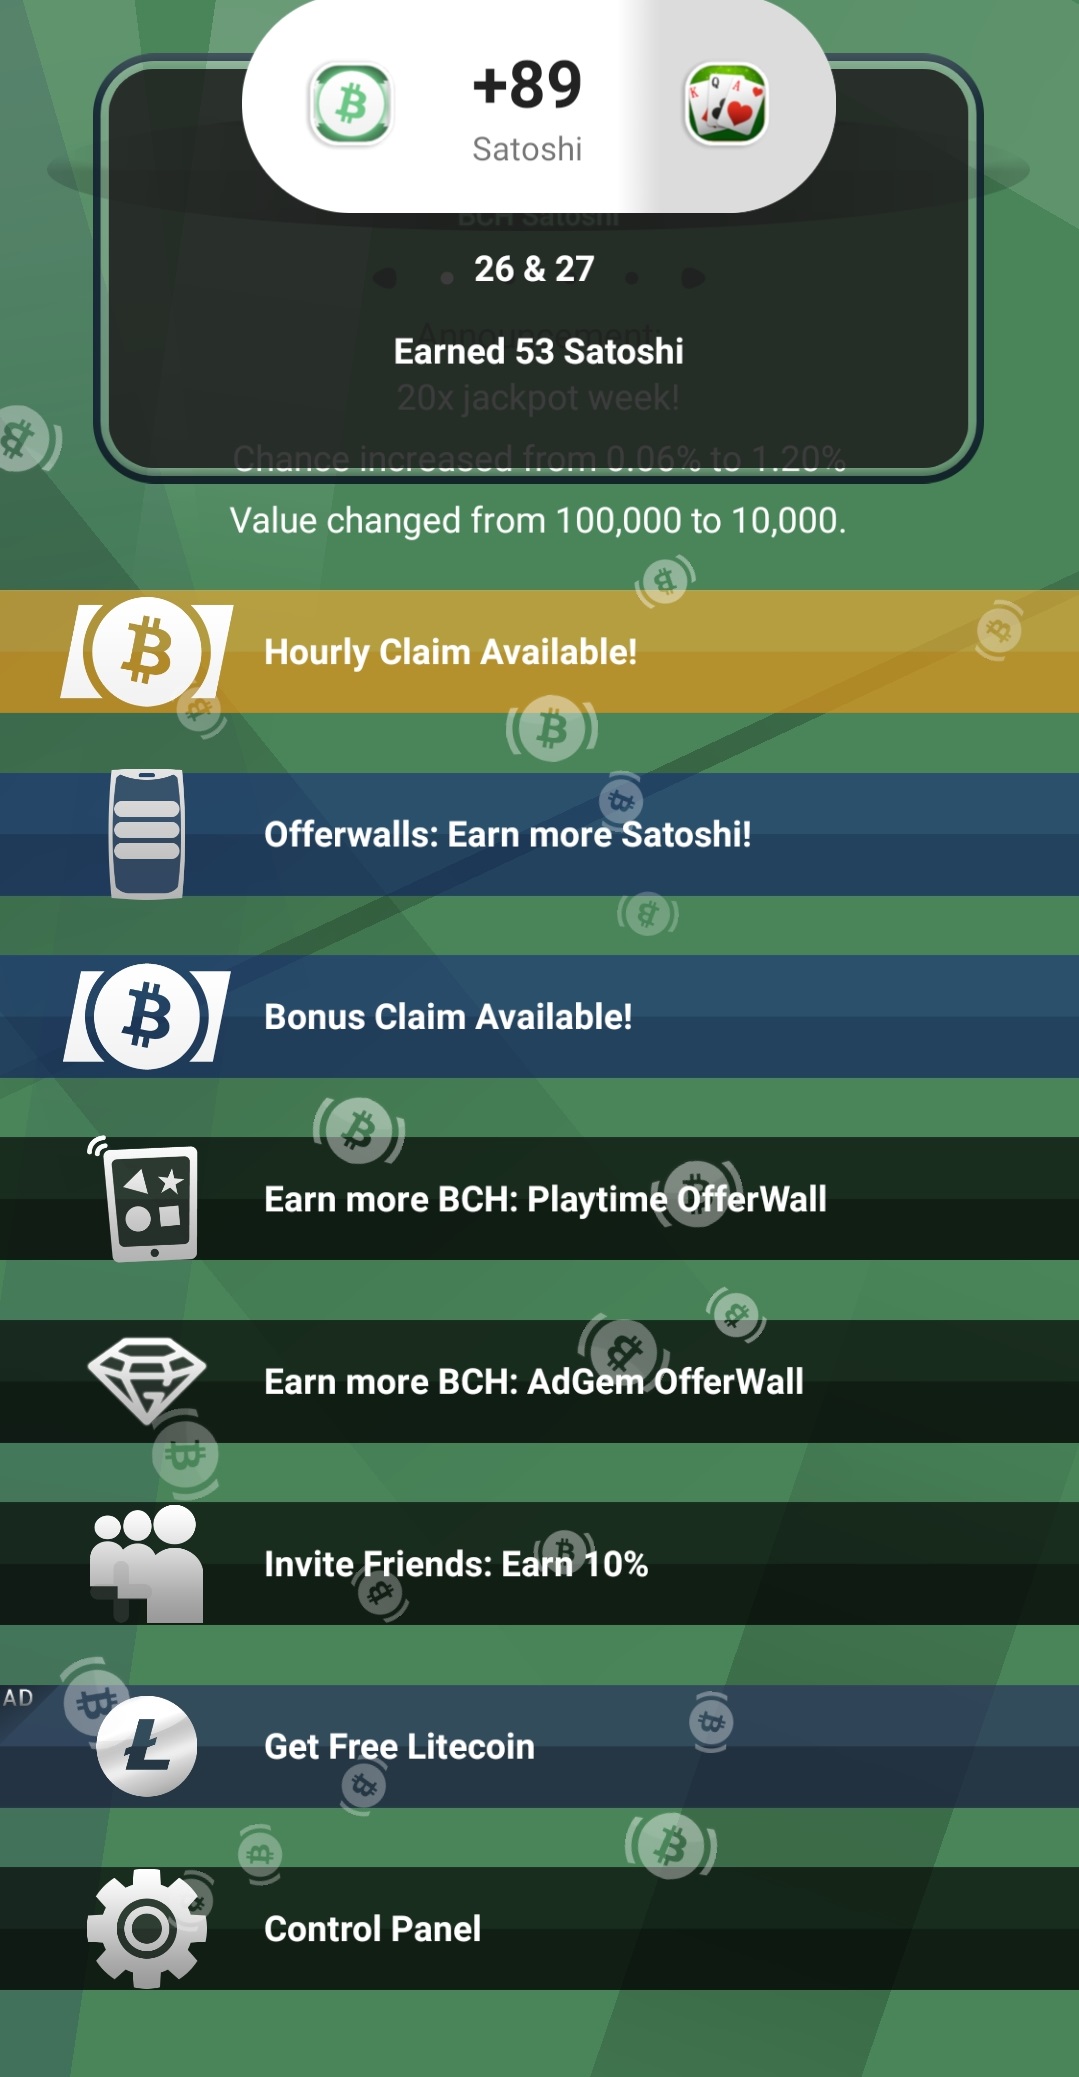 +89
Satoshi
K Q A
BCH Satoshi
26 & 27
Announcement:
Earned 53 Satoshi
20x jackpot week!
Chance increased from 0.06% to 1.20%
Value changed from 100,000 to 10,000.
Hourly Claim Available!
Offerwalls: Earn more Satoshi!
Bonus Claim Available!
Earn more BCH: Playtime OfferWall
Earn more BCH: AdGem OfferWall
Invite Friends: Earn 10%
AD
Get Free Litecoin
Control Panel